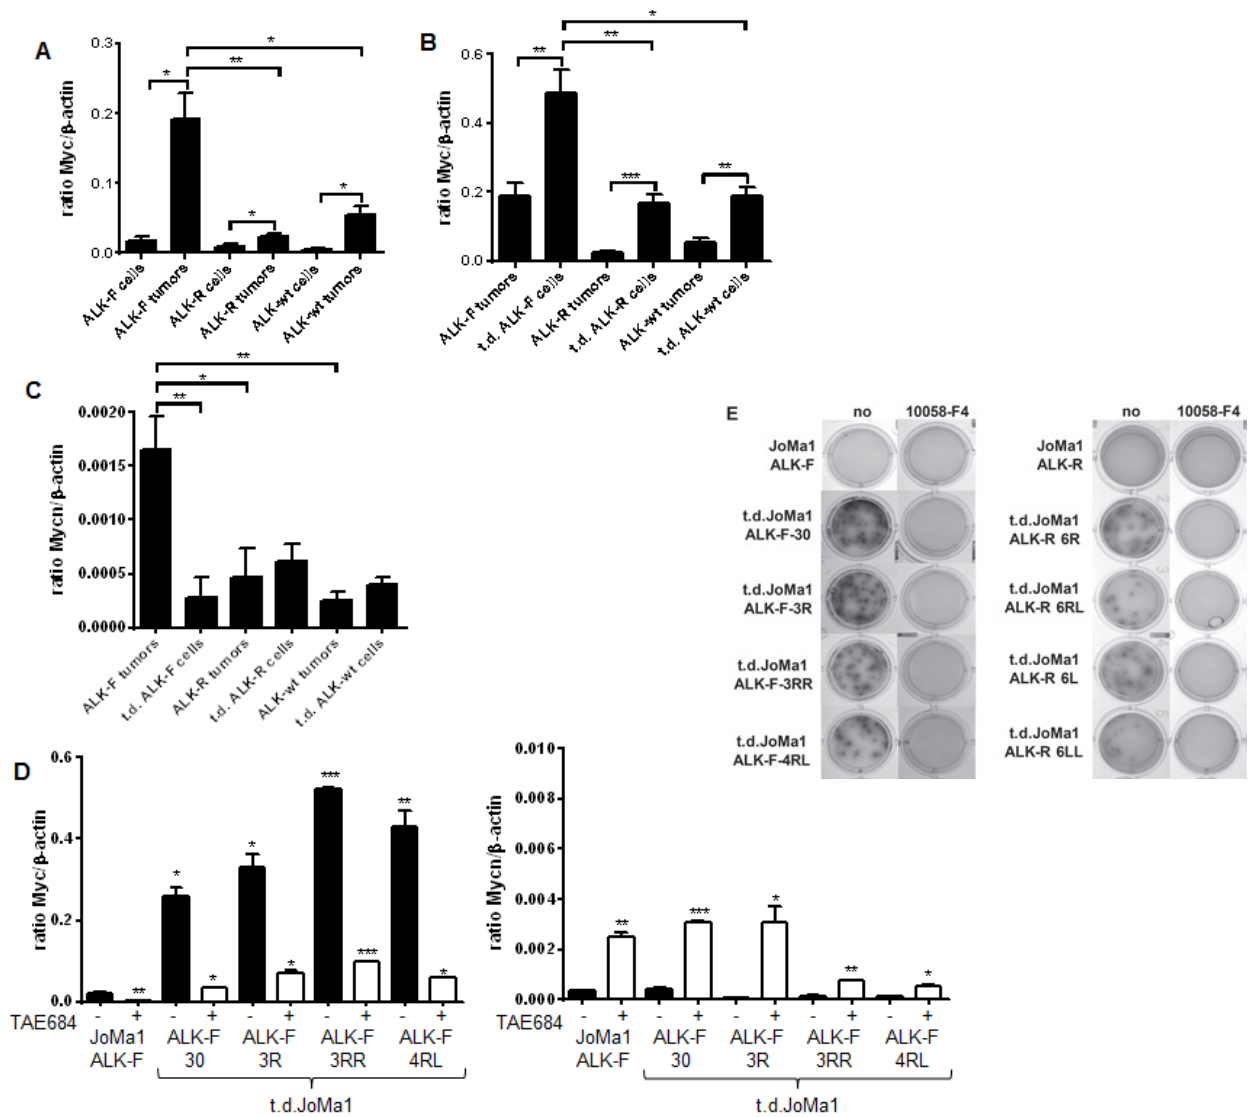 A
ratio Myc/β-actin
0.3
0.2
0.1
0.0
*
*
**
*
*
ALK-F cells
ALK-F tumors
ALK-R cells
ALK-R tumors
ALK-wt cells
ALK-wt tumors
B
ratio Myc/β-actin
0.6
0.4
0.2
0.0
*
**
**
***
**
ALK-F tumors
t.d. ALK-F cells
ALK-R tumors
t.d. ALK-R cells
ALK-wt tumors
t.d. ALK-wt cells
C
ratio Mycn/β-actin
0.0020
0.0015
0.0010
0.0005
0.0000
**
*
**
ALK-F tumors
t.d. ALK-F cells
ALK-R tumors
t.d. ALK-R cells
ALK-wt tumors
t.d. ALK-wt cells
E
no 10058-F4
JoMa1
ALK-F
t.d.JoMa1
ALK-F-30
t.d.JoMa1
ALK-F-3R
t.d.JoMa1
ALK-F-3RR
t.d.JoMa1
ALK-F-4RL
no 10058-F4
JoMa1
ALK-R
t.d.JoMa1
ALK-R 6R
t.d.JoMa1
ALK-R 6RL
t.d.JoMa1
ALK-R 6L
t.d.JoMa1
ALK-R 6LL
D
ratio Myc/β-actin
0.6
0.4
0.2
0.0
** * * * * *** *** ** *
TAE684 - + - + - + - + - +
JoMa1 ALK-F ALK-F ALK-F ALK-F
ALK-F 30 3R 3RR 4RL
t.d.JoMa1
ratio Mycn/β-actin
0.010
0.008
0.006
0.004
0.002
0.000
** *** * ** *
TAE684 - + - + - + - + - +
JoMa1 ALK-F ALK-F ALK-F ALK-F
ALK-F 30 3R 3RR 4RL
t.d.JoMa1